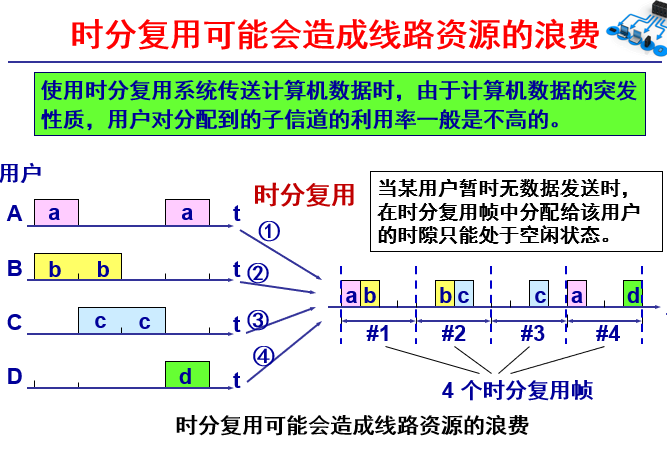 时分复用可能会造成线路资源的浪费
使用时分复用系统传送计算机数据时，由于计算机数据的突发
性质，用户对分配到的子信道的利用率一般是不高的。
用户
时分复用
当某用户暂时无数据发送时，
在时分复用帧中分配给该用户
的时隙只能处于空闲状态。
A a a t ①
B b b t ②
C c c t ③
D d t ④
a b b c c a d
#1 #2 #3 #4
4 个时分复用帧
时分复用可能会造成线路资源的浪费